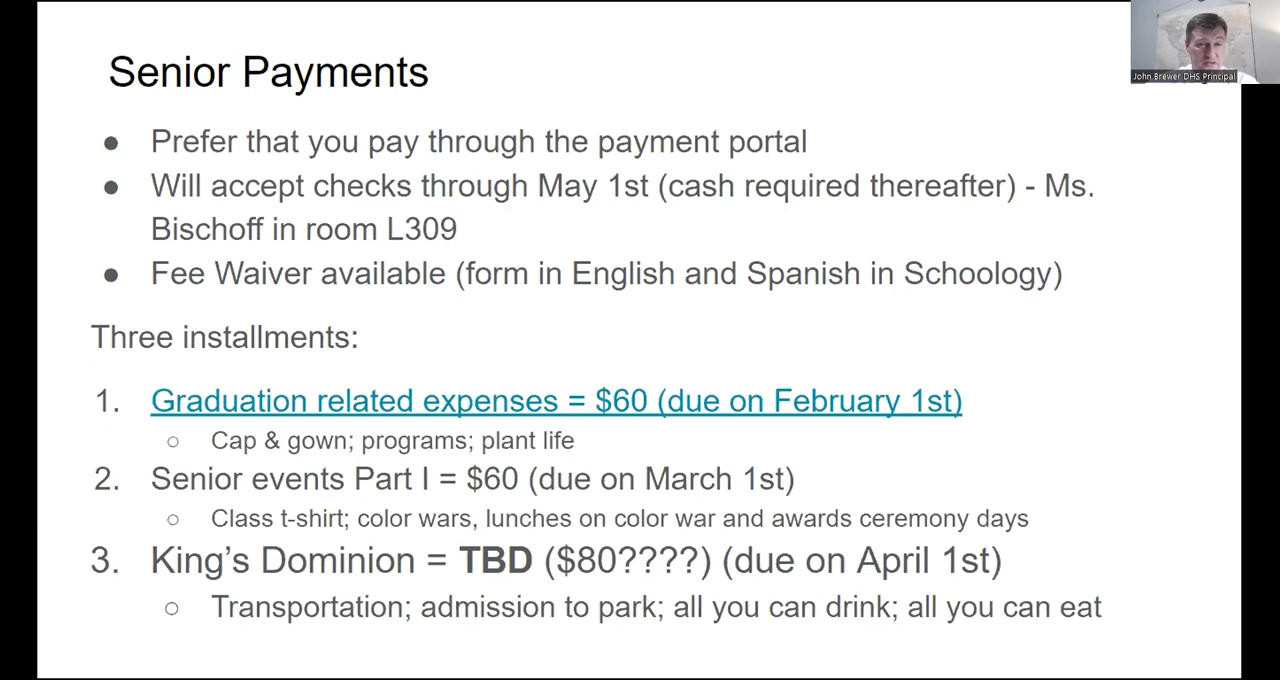 Senior Payments
John Brewer DHS Principal
● Prefer that you pay through the payment portal
● Will accept checks through May 1st (cash required thereafter) - Ms.
Bischoff in room L309
● Fee Waiver available (form in English and Spanish in Schoology)
Three installments:
1. Graduation related expenses = $60 (due on February 1st)
○ Cap & gown; programs; plant life
2. Senior events Part I = $60 (due on March 1st)
○ Class t-shirt; color wars, lunches on color war and awards ceremony days
3. King’s Dominion = TBD ($80????) (due on April 1st)
○ Transportation; admission to park; all you can drink; all you can eat